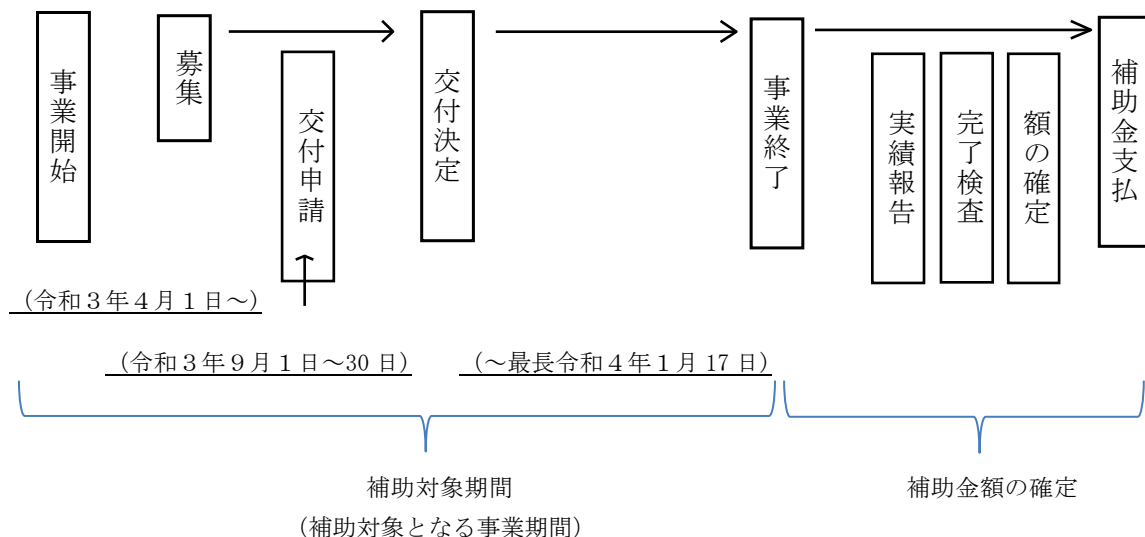 事業開始
募集
交付申請
交付決定
事業終了
実績報告
完了検査
額の確定
補助金支払
（令和３年４月１日～）
（令和３年９月１日～30 日） （～最長令和４年１月 17 日）
補助対象期間 補助金額の確定
（補助対象となる事業期間）